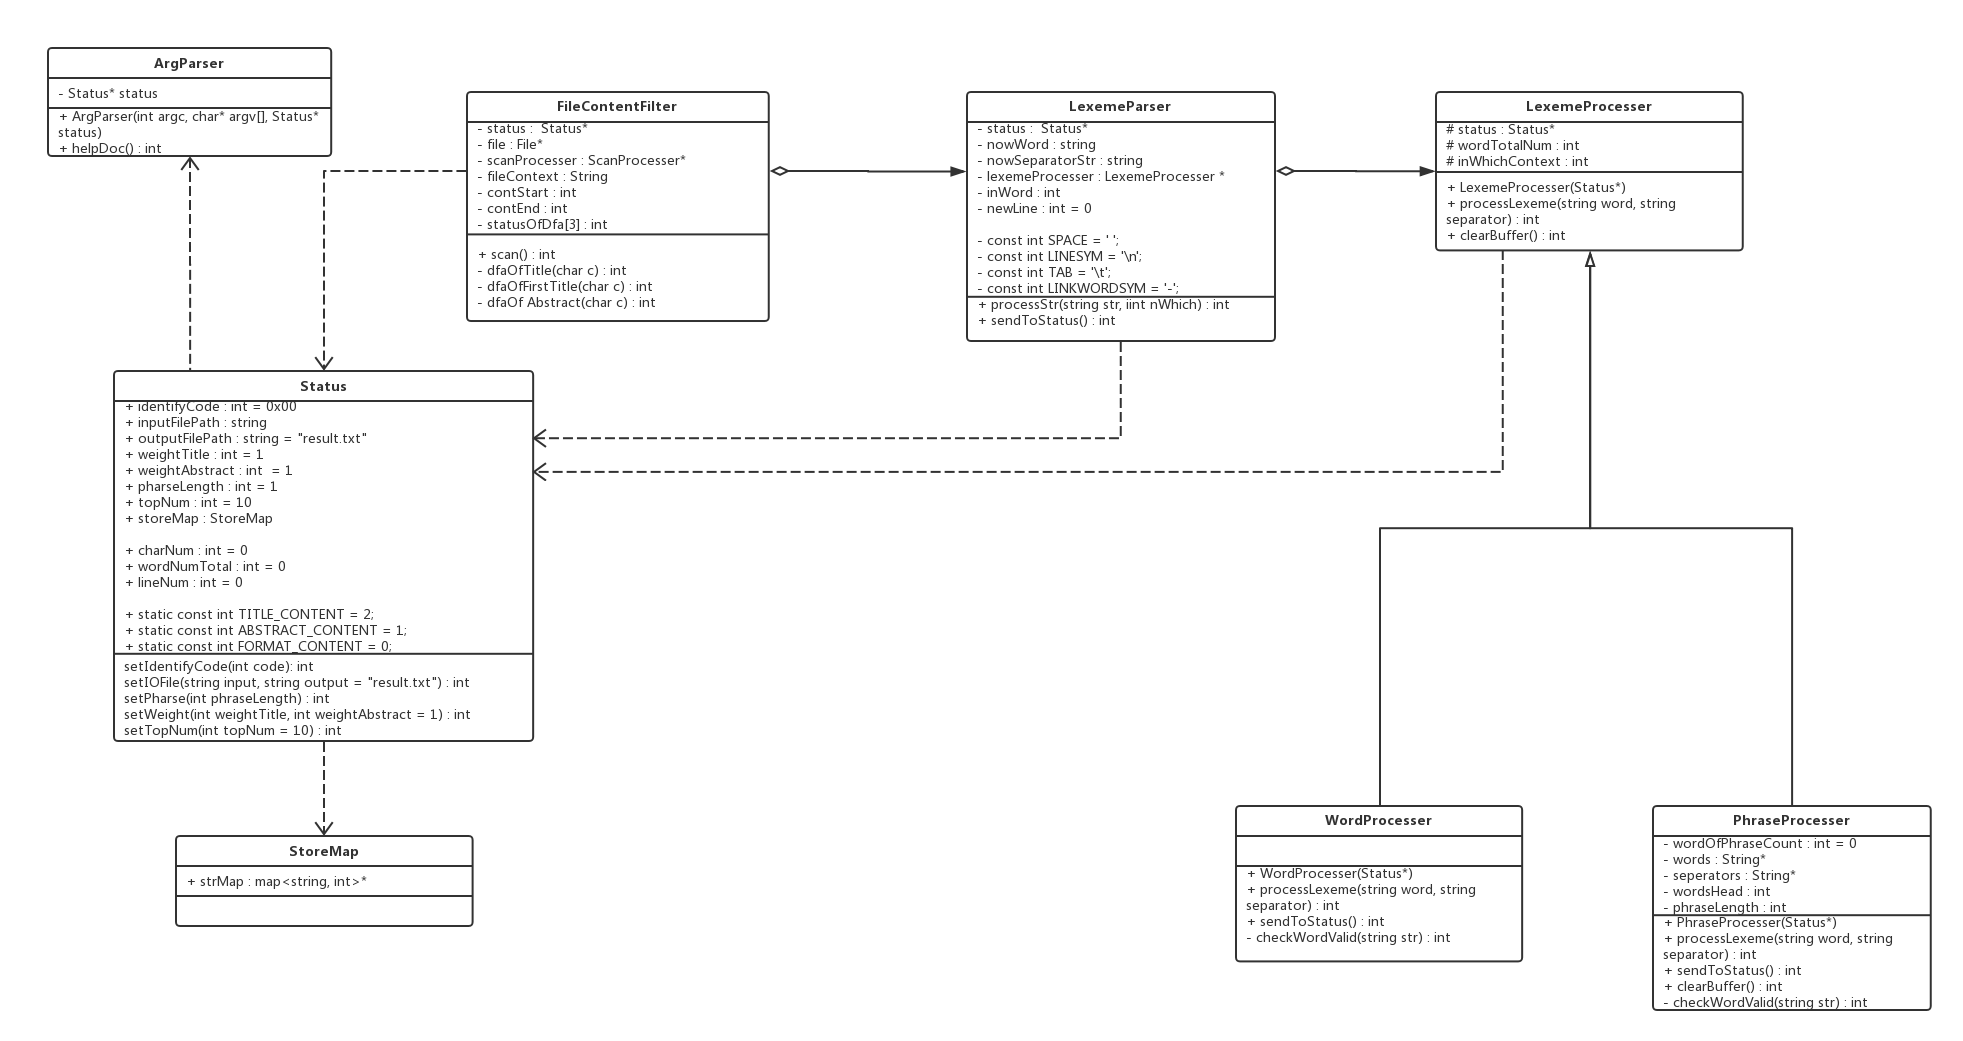 ArgParser
- Status* status
+ ArgParser(int argc, char* argv[], Status*
status)
+ helpDoc() : int
FileContentFilter
- status :  Status*
- file : File*
- scanProcesser : ScanProcesser*
- fileContext : String
- contStart : int
- contEnd : int
- statusOfDfa[3] : int
+ scan() : int
- dfaOfTitle(char c) : int
- dfaOfFirstTitle(char c) : int
- dfaOf Abstract(char c) : int
LexemeParser
- status :  Status*
- nowWord : string
- nowSeparatorStr : string
- lexemeProcesser : LexemeProcesser *
- inWord : int
- newLine : int = 0
- const int SPACE = ' ';
- const int LINESYM = '\n';
- const int TAB = '\t';
- const int LINKWORDSYM = '-';
+ processStr(string str, iint nWhich) : int
+ sendToStatus() : int
LexemeProcesser
# status : Status*
# wordTotalNum : int
# inWhichContext : int
+ LexemeProcesser(Status*)
+ processLexeme(string word, string
separator) : int
+ clearBuffer() : int
Status
+ identifyCode : int = 0x00
+ inputFilePath : string
+ outputFilePath : string = "result.txt"
+ weightTitle : int = 1
+ weightAbstract : int  = 1
+ pharseLength : int = 1
+ topNum : int = 10
+ storeMap : StoreMap
+ charNum : int = 0
+ wordNumTotal : int = 0
+ lineNum : int = 0
+ static const int TITLE_CONTENT = 2;
+ static const int ABSTRACT_CONTENT = 1;
+ static const int FORMAT_CONTENT = 0;
setIdentifyCode(int code): int
setIOFile(string input, string output = "result.txt") : int
setPharse(int phraseLength) : int
setWeight(int weightTitle, int weightAbstract = 1) : int
setTopNum(int topNum = 10) : int
StoreMap
+ strMap : map<string, int>*
WordProcesser
+ WordProcesser(Status*)
+ processLexeme(string word, string
separator) : int
+ sendToStatus() : int
- checkWordValid(string str) : int
PhraseProcesser
- wordOfPhraseCount : int = 0
- words : String*
- seperators : String*
- wordsHead : int
- phraseLength : int
+ PhraseProcesser(Status*)
+ processLexeme(string word, string
separator) : int
+ sendToStatus() : int
+ clearBuffer() : int
- checkWordValid(string str) : int